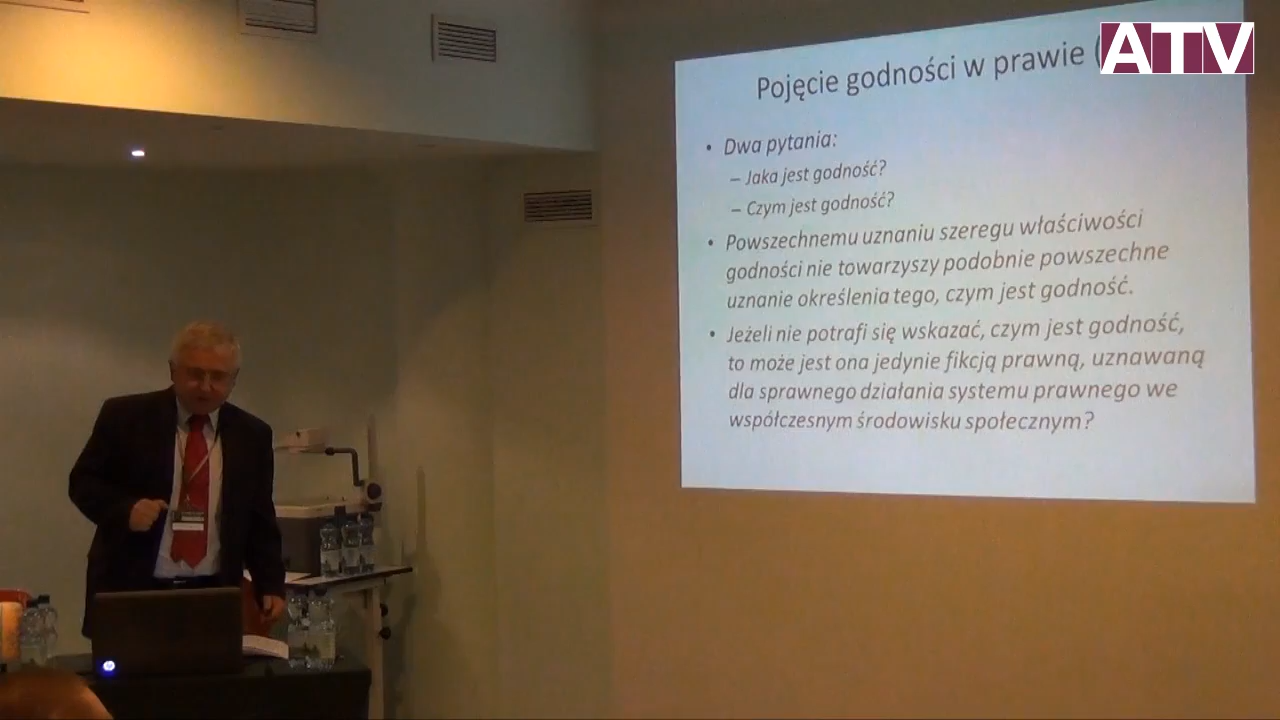 ATV
Pojęcie godności w prawie (
• Dwa pytania:
– Jaka jest godność?
– Czym jest godność?
• Powszechnemu uznaniu szeregu właściwości
godności nie towarzyszy podobnie powszechne
uznanie określenia tego, czym jest godność.
• Jeżeli nie potrafi się wskazać, czym jest godność,
to może jest ona jedynie fikcją prawną, uznawaną
dla sprawnego działania systemu prawnego we
współczesnym środowisku społecznym?